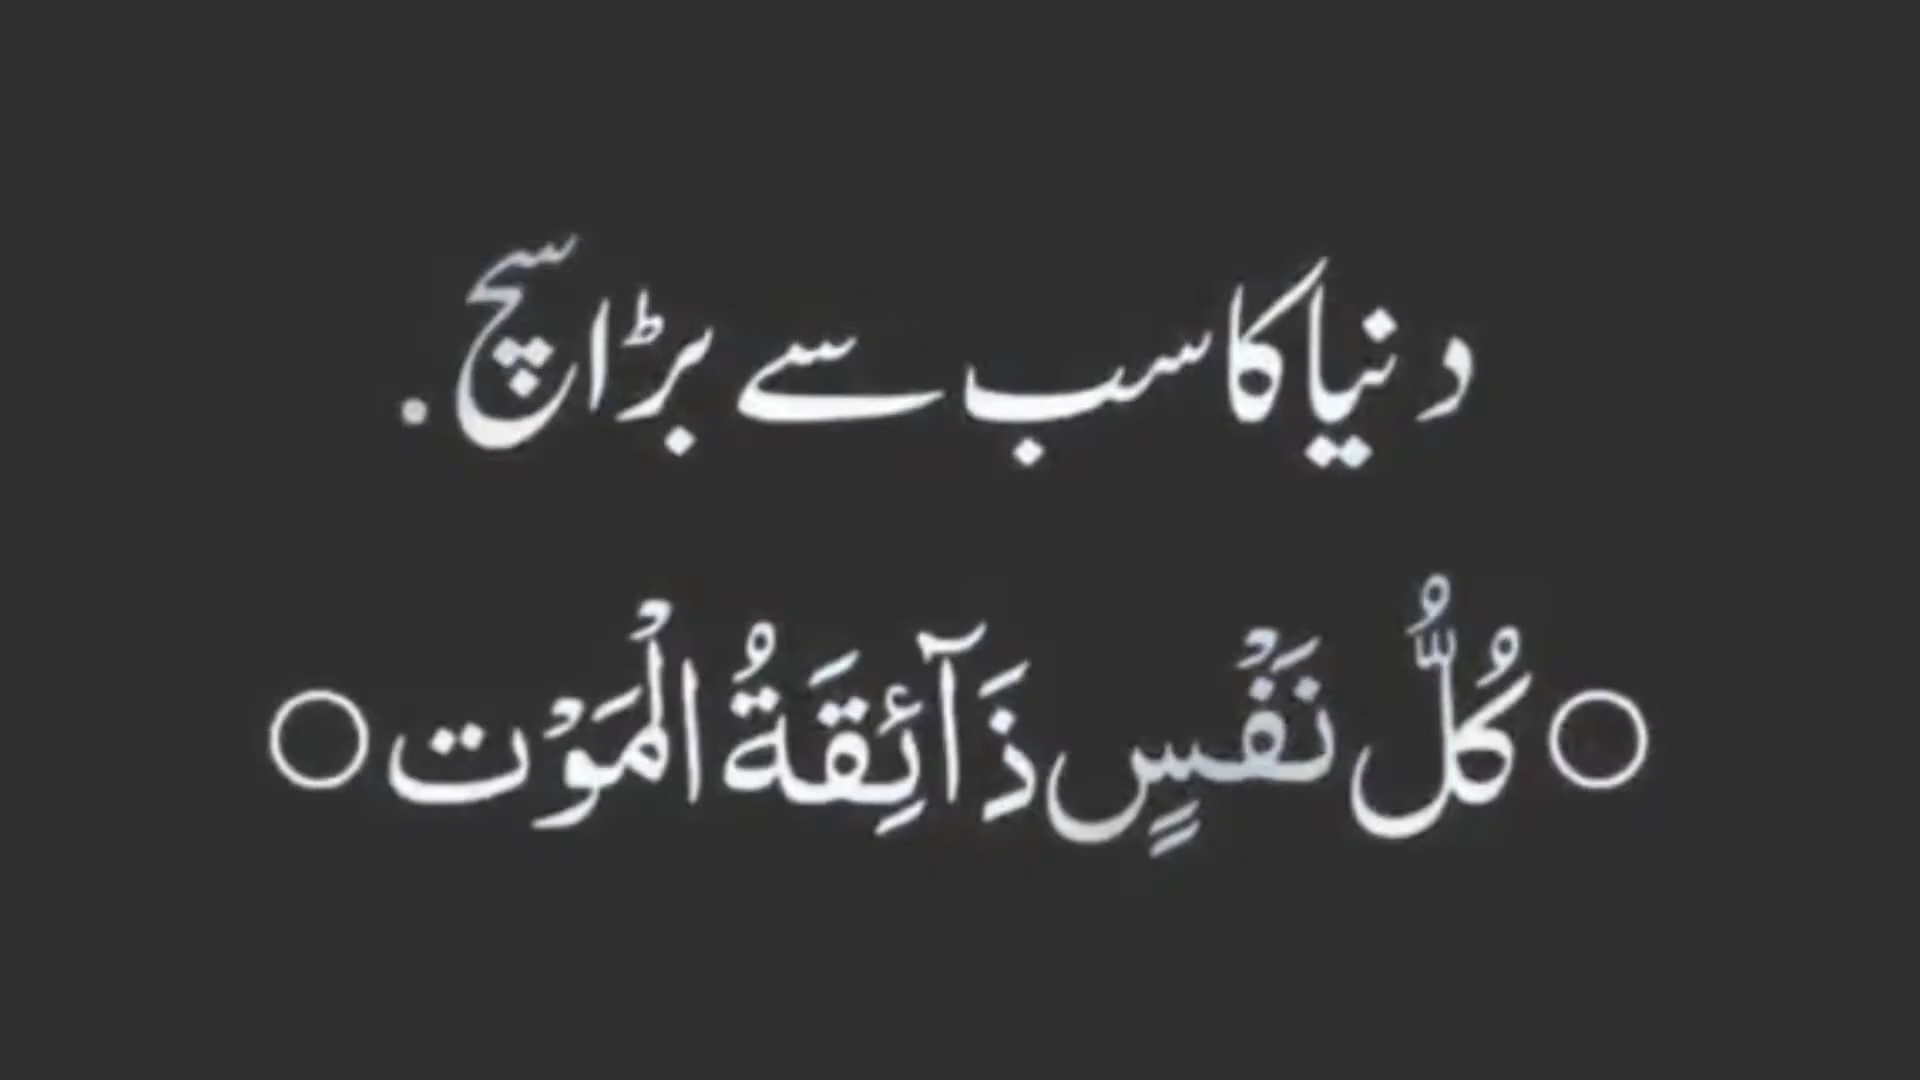 دنیا کا سب سے بڑا سچ .
○ كُلُّ نَفْسٍ ذَآئِقَةُ الْمَوْت ○